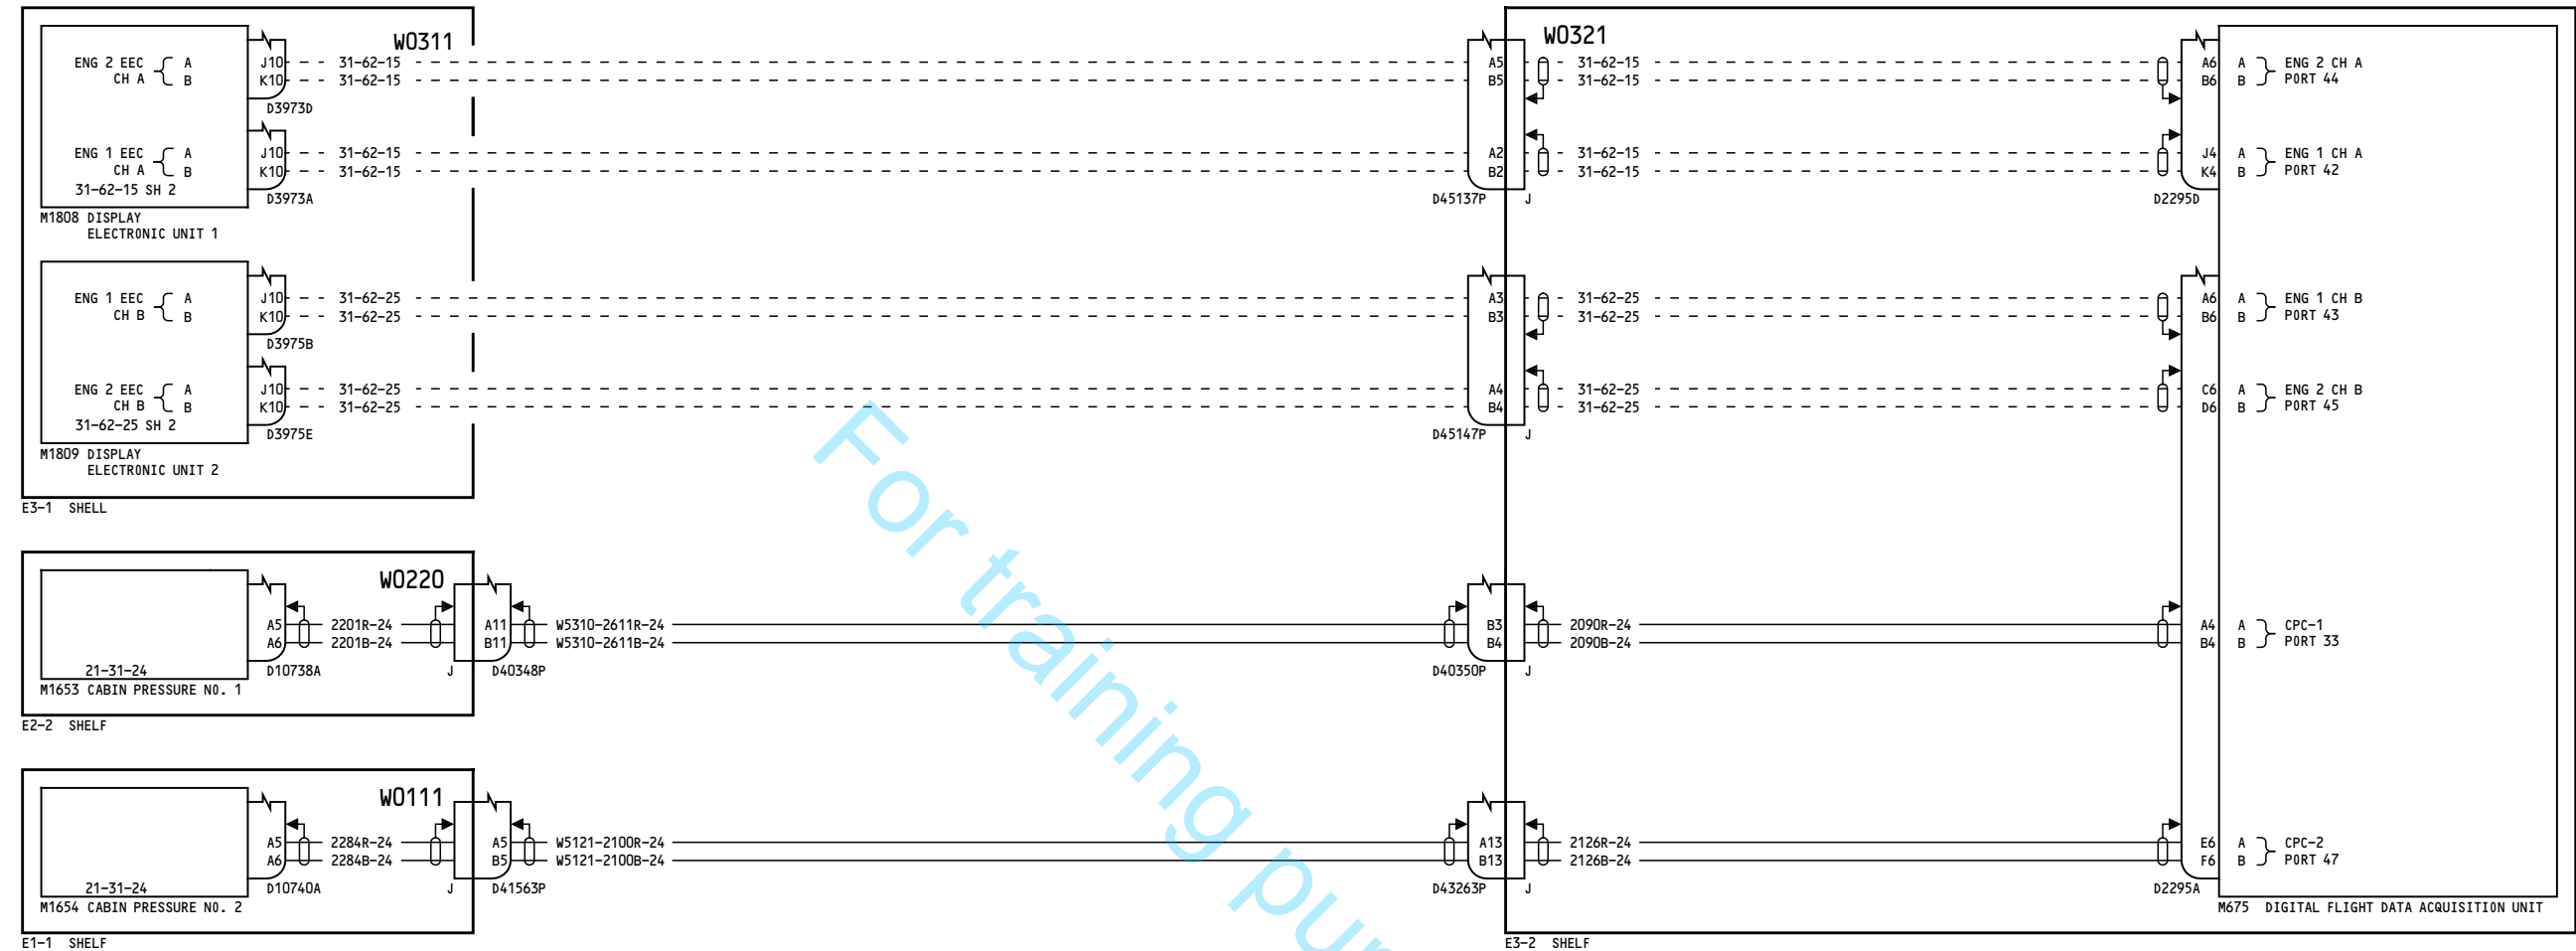 W0311
ENG 2 EEC A J10 31-62-15
CH A B K10 31-62-15
D3973D
ENG 1 EEC A J10 31-62-15
CH A B K10 31-62-15
31-62-15 SH 2
D3973A
M1808 DISPLAY
ELECTRONIC UNIT 1
ENG 1 EEC A J10 31-62-25
CH B B K10 31-62-25
D3975B
ENG 2 EEC A J10 31-62-25
CH B B K10 31-62-25
31-62-25 SH 2
D3975E
M1809 DISPLAY
ELECTRONIC UNIT 2
E3-1 SHELL
W0220
A5 2201R-24 A11 W5310-2611R-24
A6 2201B-24 B11 W5310-2611B-24
21-31-24
D10738A J D40348P
M1653 CABIN PRESSURE NO. 1
E2-2 SHELF
W0111
A5 2284R-24 A5 W5121-2100R-24
A6 2284B-24 B5 W5121-2100B-24
21-31-24
D10740A J D41563P
M1654 CABIN PRESSURE NO. 2
E1-1 SHELF
W0321
A5 31-62-15 A6 A ENG 2 CH A
B5 31-62-15 B6 B PORT 44
A2 31-62-15 J4 A ENG 1 CH A
B2 31-62-15 K4 B PORT 42
D45137P J D2295D
A3 31-62-25 A6 A ENG 1 CH B
B3 31-62-25 B6 B PORT 43
A4 31-62-25 C6 A ENG 2 CH B
B4 31-62-25 D6 B PORT 45
D45147P J
B3 2090R-24 A4 A CPC-1
B4 2090B-24 B4 B PORT 33
D40350P J
A13 2126R-24 E6 A CPC-2
B13 2126B-24 F6 B PORT 47
D43263P J D2295A
M675 DIGITAL FLIGHT DATA ACQUISITION UNIT
E3-2 SHELF
For training